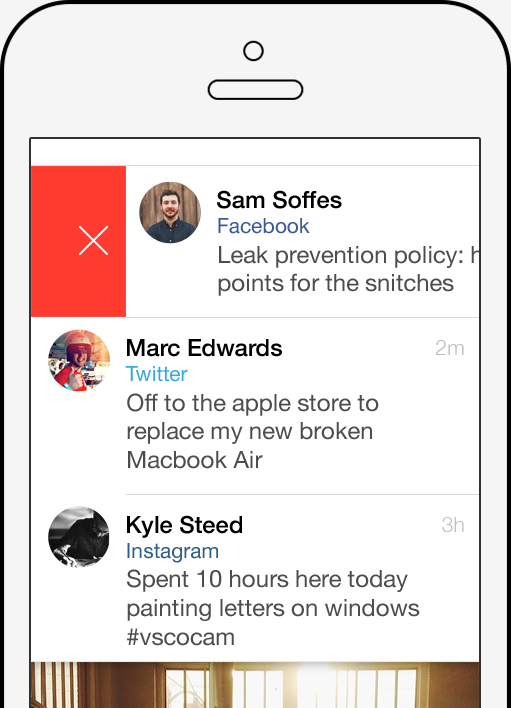 Sam Soffes
Facebook
Leak prevention policy:
points for the snitches
Marc Edwards 2m
Twitter
Off to the apple store to
replace my new broken
Macbook Air
Kyle Steed 3h
Instagram
Spent 10 hours here today
painting letters on windows
#vscocam